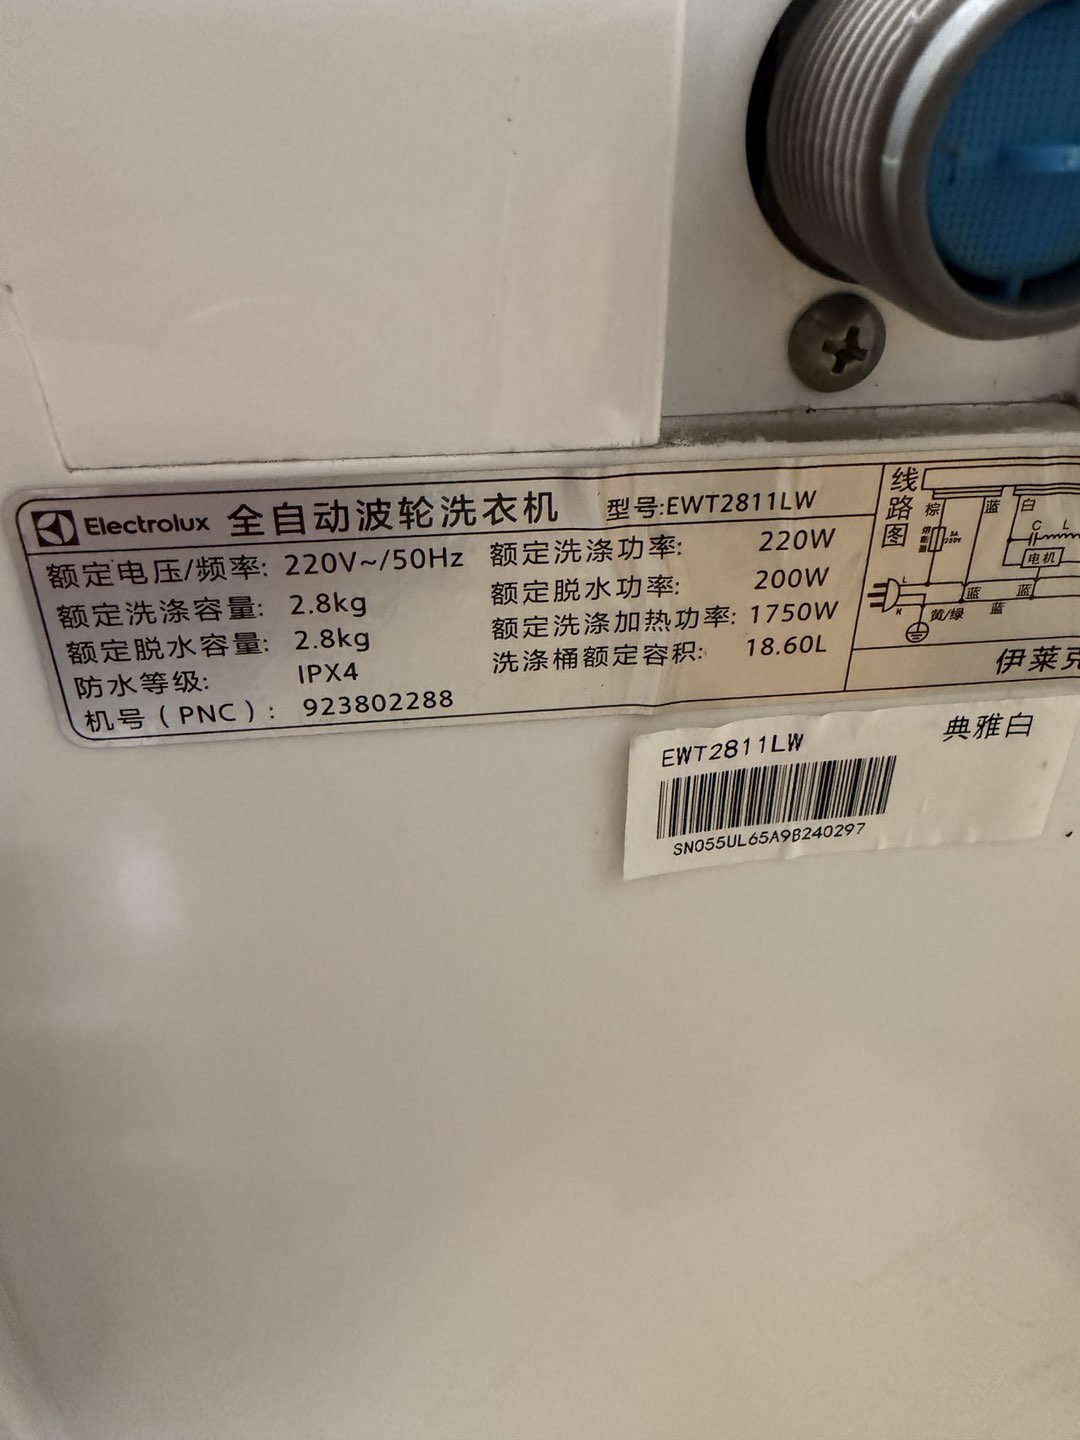 Electrolux 全自动波轮洗衣机 型号:EWT2811LW
额定电压/频率: 220V~/50Hz 额定洗涤功率: 220W
额定洗涤容量: 2.8kg 额定脱水功率: 200W
额定脱水容量: 2.8kg 额定洗涤加热功率: 1750W
防水等级: IPX4 洗涤桶额定容积: 18.60L
机号（PNC）: 923802288
线路图
棕 蓝 白
C L
电机
L
N
蓝 蓝
黄/绿 蓝
伊莱克
EWT2811LW 典雅白
SN055UL65A9B240297